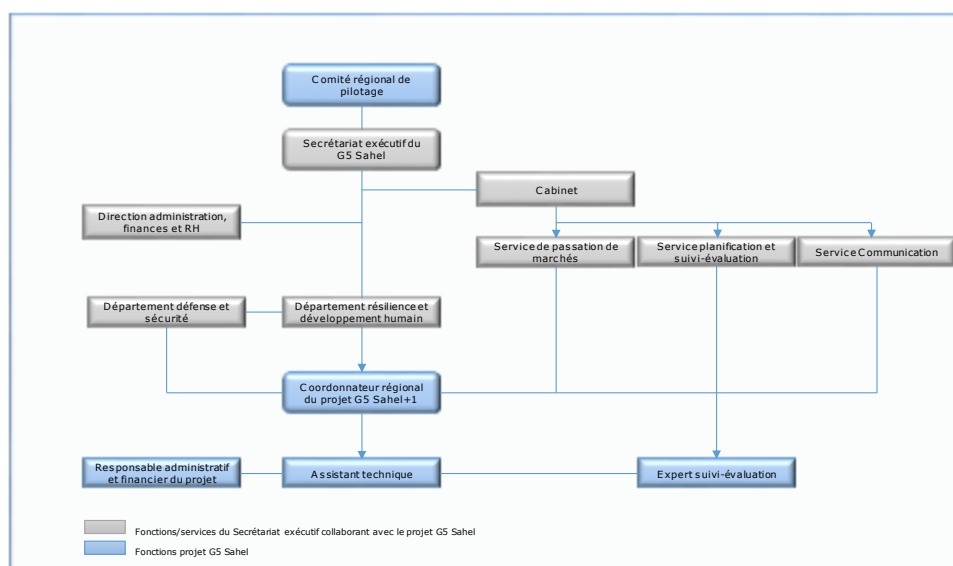 Comité régional de
pilotage
Secrétariat exécutif du
G5 Sahel
Cabinet
Direction administration,
finances et RH
Service de passation de
marchés
Service planification et
suivi-évaluation
Service Communication
Département défense et
sécurité
Département résilience et
développement humain
Coordonnateur régional
du projet G5 Sahel+1
Responsable administratif
et financier du projet
Assistant technique
Expert suivi-évaluation
Fonctions/services du Secrétariat exécutif collaborant avec le projet G5 Sahel
Fonctions projet G5 Sahel